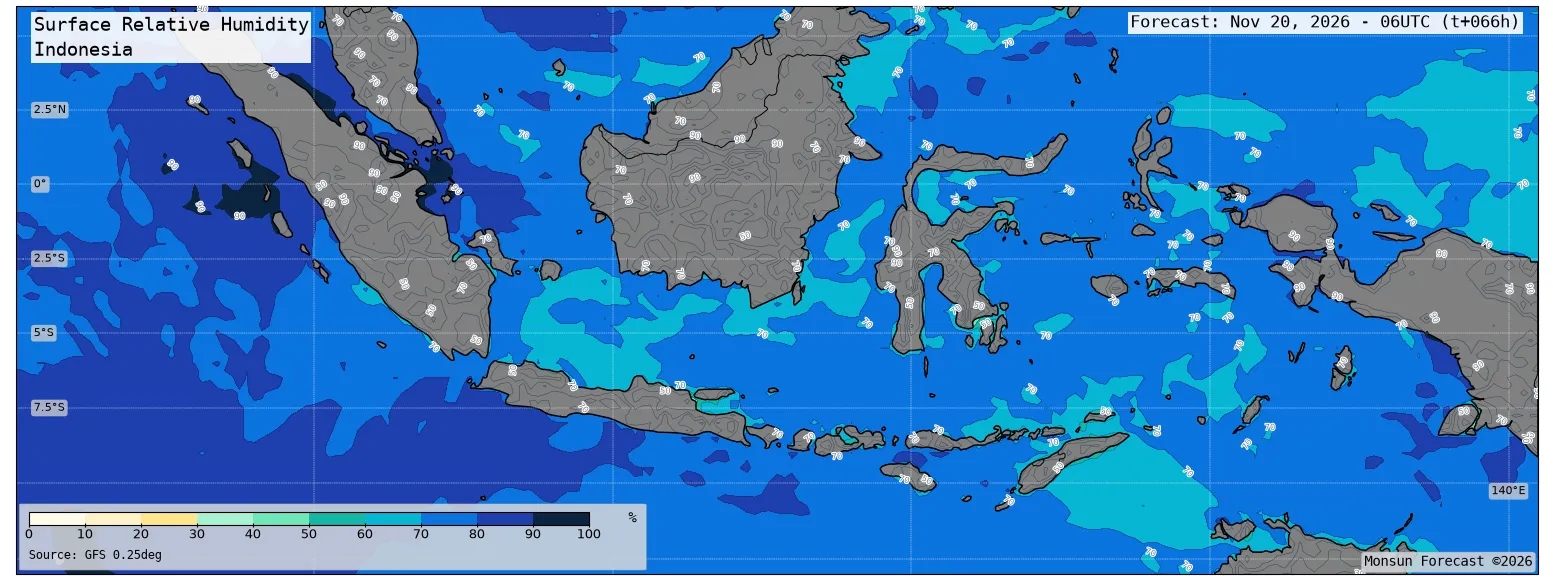 Surface Relative Humidity
Indonesia
Forecast: Nov 20, 2026 - 06UTC (t+066h)
2.5°N
0°
2.5°S
5°S
7.5°S
140°E
%
0 10 20 30 40 50 60 70 80 90 100
Source: GFS 0.25deg
Monsun Forecast ©2026